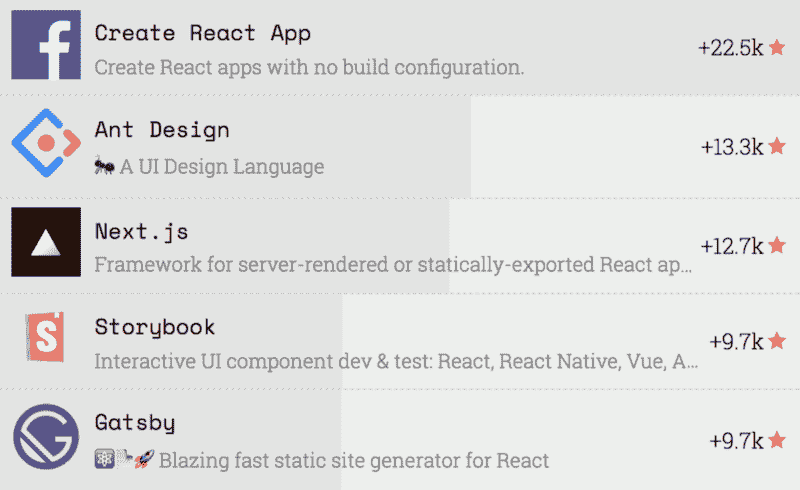 Create React App
+22.5k
Create React apps with no build configuration.
Ant Design
+13.3k
🐜 A UI Design Language
Next.js
+12.7k
Framework for server-rendered or statically-exported React ap...
Storybook
+9.7k
Interactive UI component dev & test: React, React Native, Vue, A...
Gatsby
+9.7k
Blazing fast static site generator for React